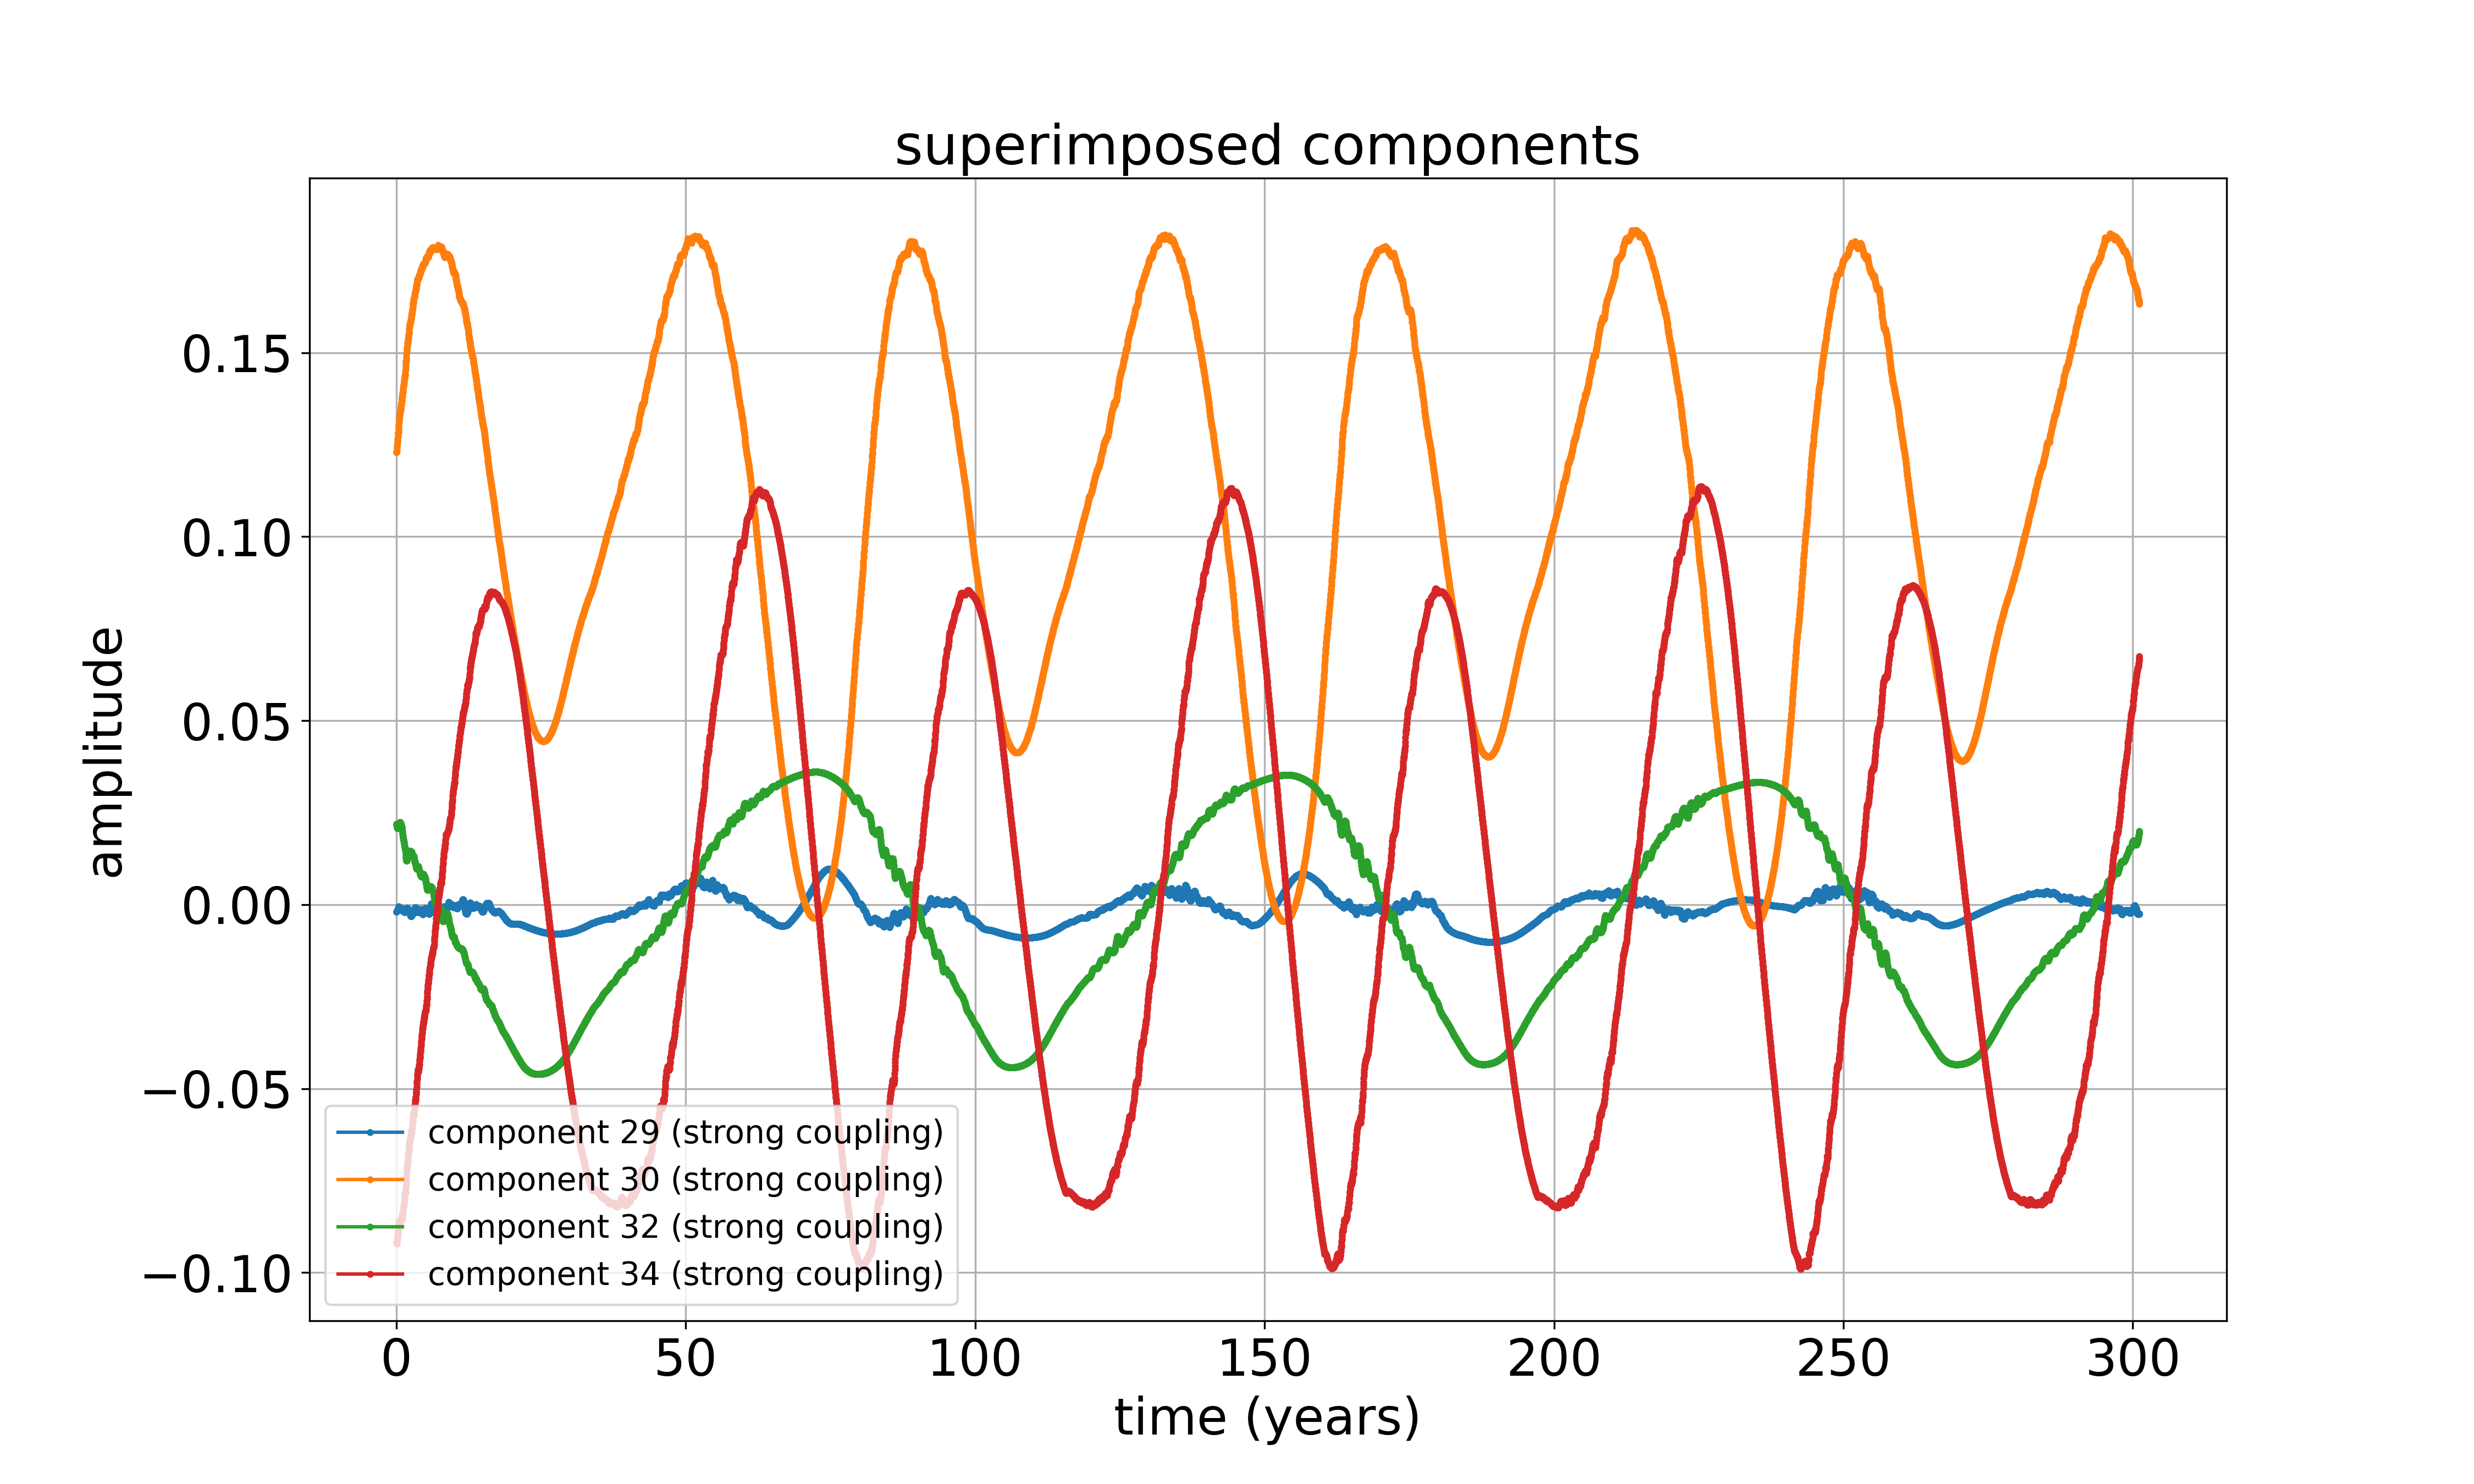 superimposed components
amplitude
0.15
0.10
0.05
0.00
−0.05
−0.10
component 29 (strong coupling)
component 30 (strong coupling)
component 32 (strong coupling)
component 34 (strong coupling)
0 50 100 150 200 250 300
time (years)